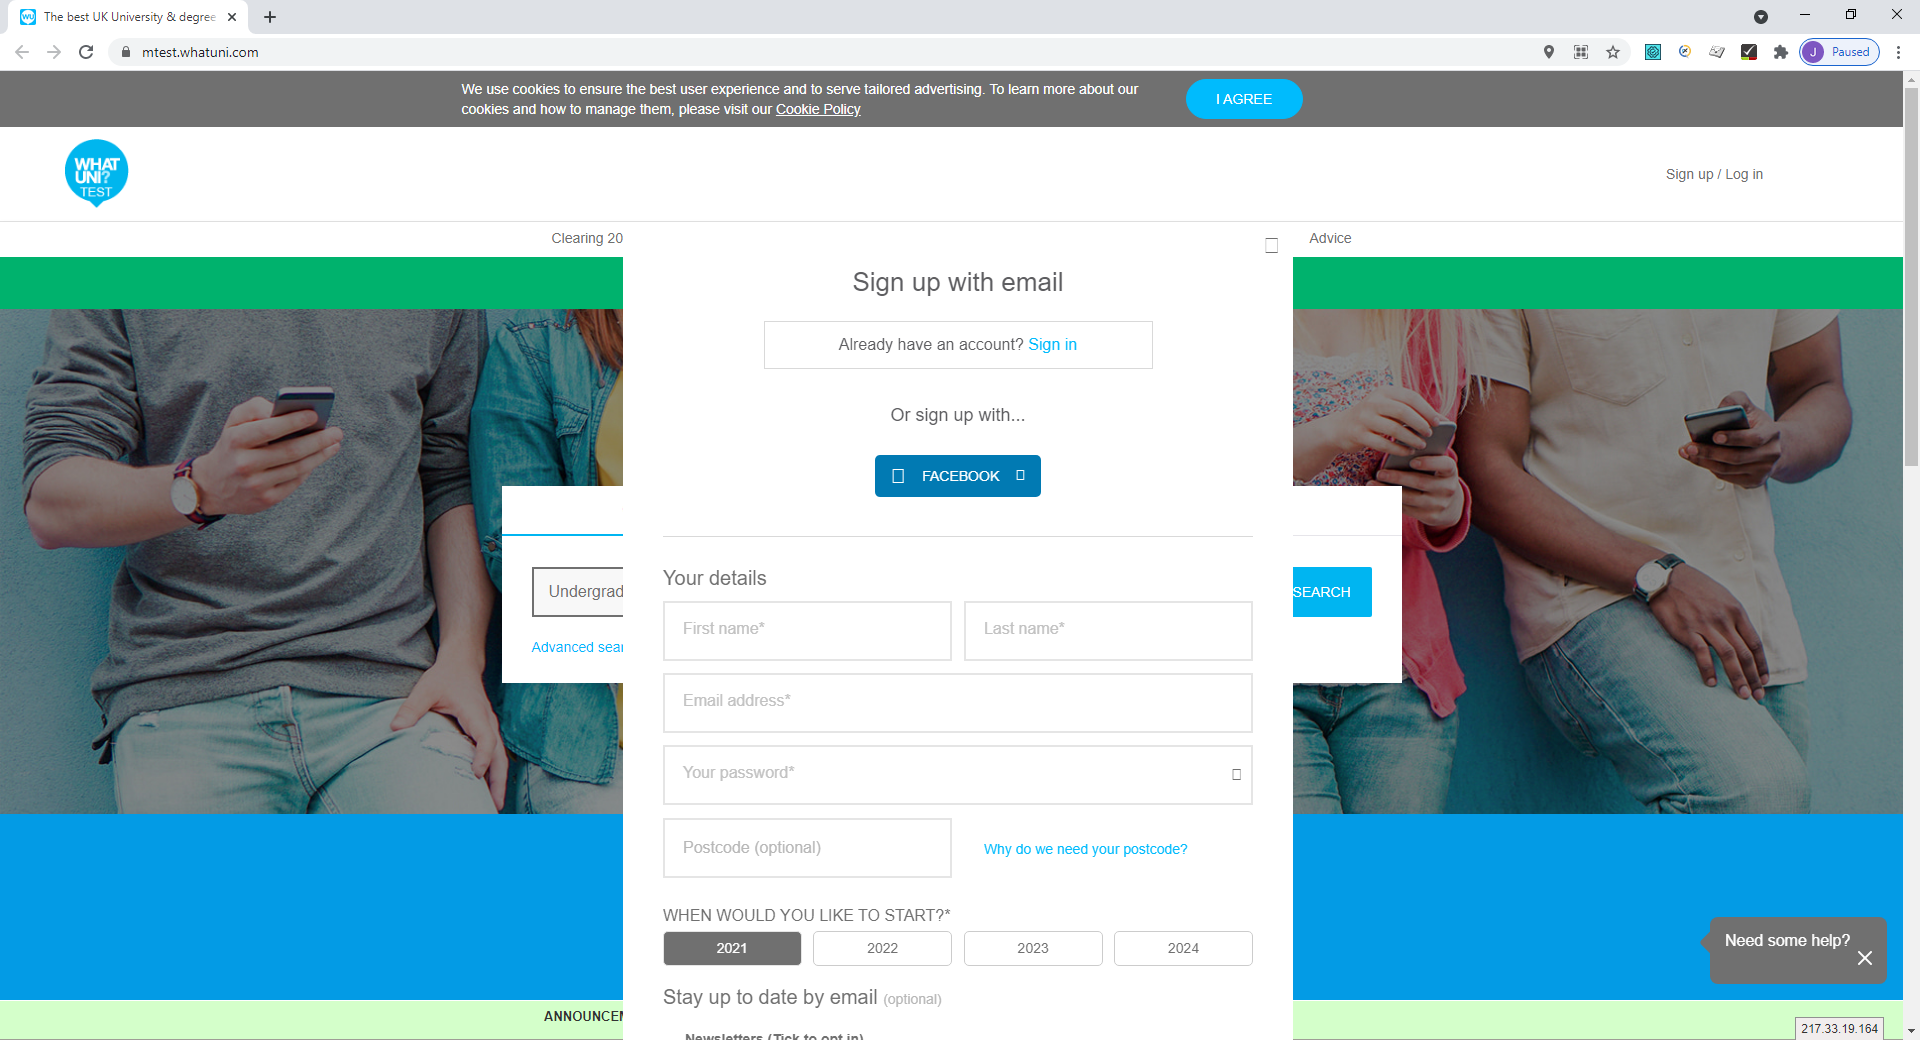 The best UK University & degree
mtest.whatuni.com
Paused
J
We use cookies to ensure the best user experience and to serve tailored advertising. To learn more about our
cookies and how to manage them, please visit our Cookie Policy
I AGREE
WHAT
UNI?
TEST
Sign up / Log in
Clearing 20
Advice
Sign up with email
Already have an account? Sign in
Or sign up with...
FACEBOOK
Undergrad
SEARCH
Advanced sear
Your details
First name*
Last name*
Email address*
Your password*
Postcode (optional)
Why do we need your postcode?
WHEN WOULD YOU LIKE TO START?*
2021
2022
2023
2024
Need some help?
Stay up to date by email (optional)
ANNOUNCEM
Newsletters (Tick to opt in)
217.33.19.164